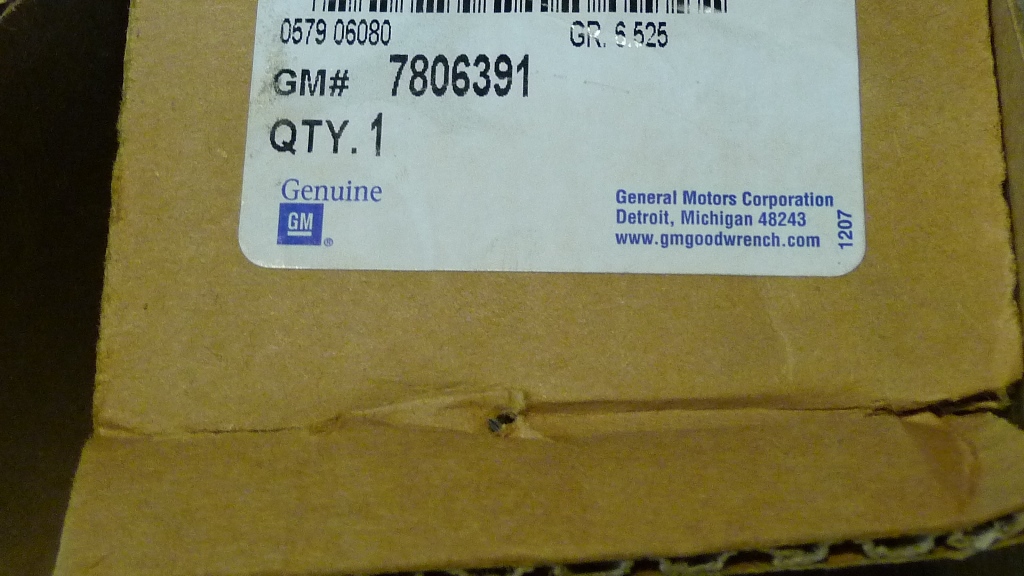 0579 06080 GR. 6.525
GM# 7806391
QTY. 1
Genuine
GM
®
General Motors Corporation
Detroit, Michigan 48243
www.gmgoodwrench.com
1207